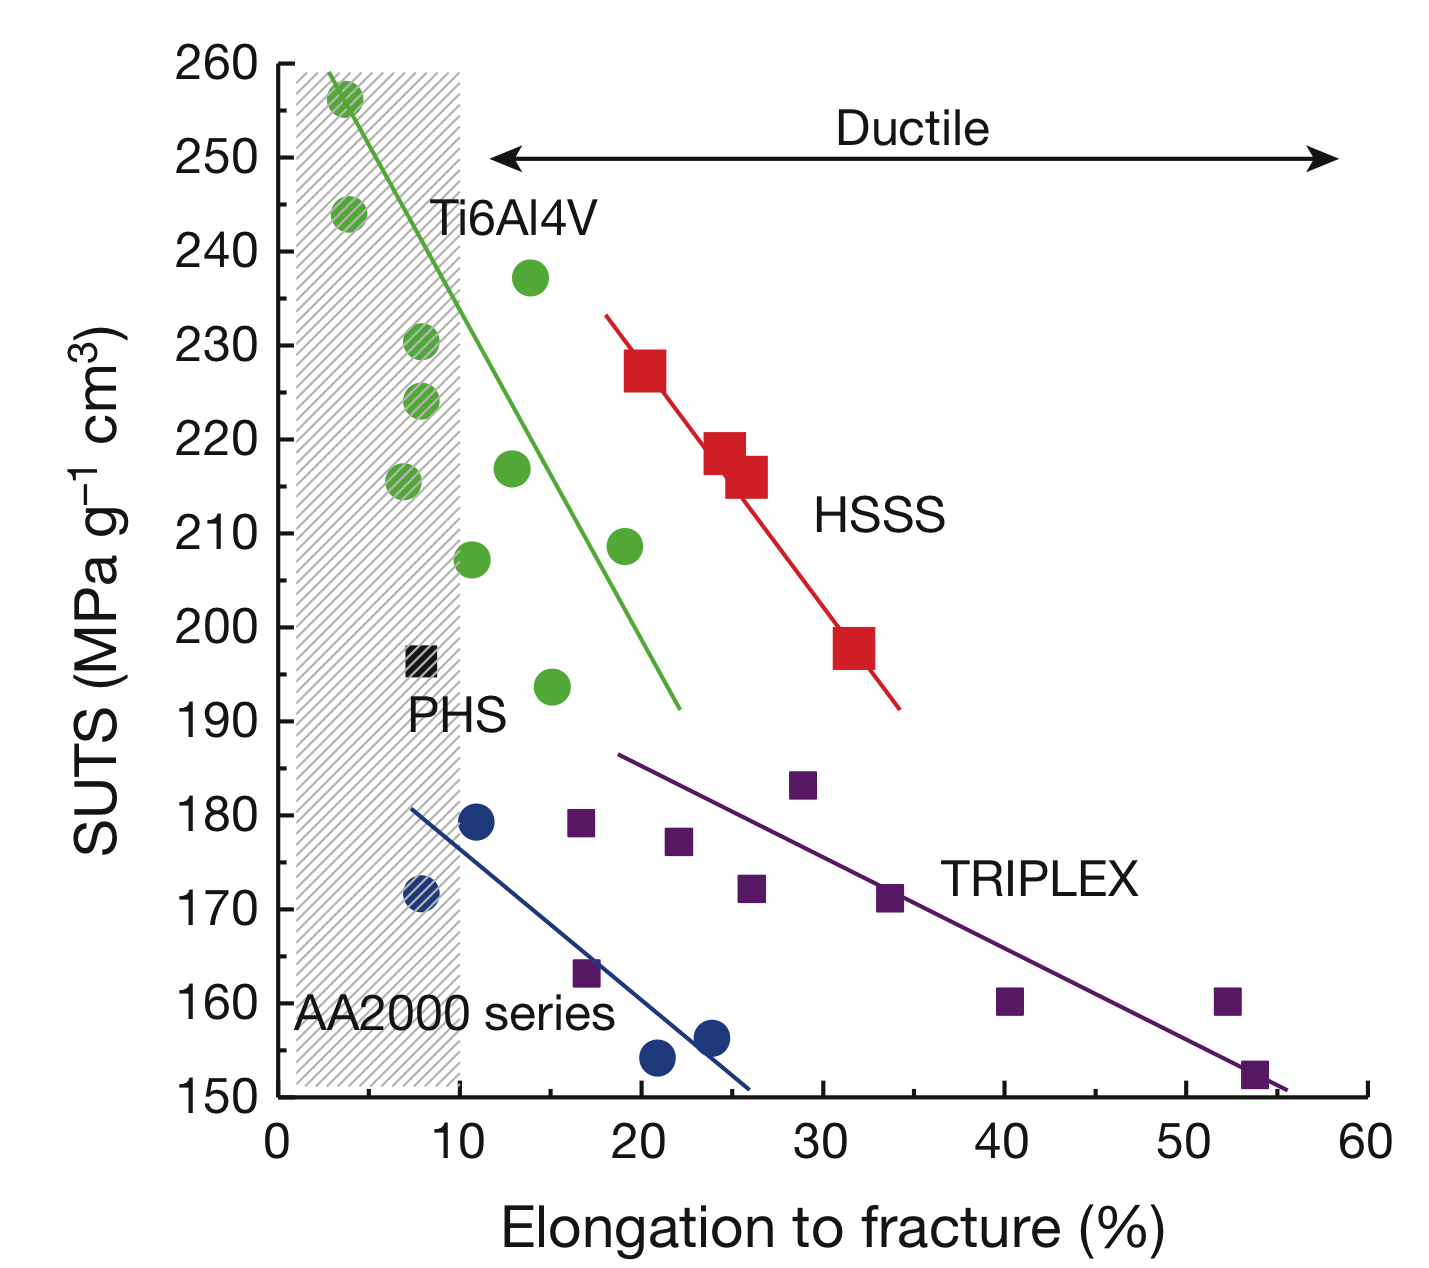 260
Ductile
250
Ti6Al4V
240
230
220
HSSS
210
200
PHS
190
180
TRIPLEX
170
160
AA2000 series
150
0 10 20 30 40 50 60
SUTS (MPa g⁻¹ cm³)
Elongation to fracture (%)